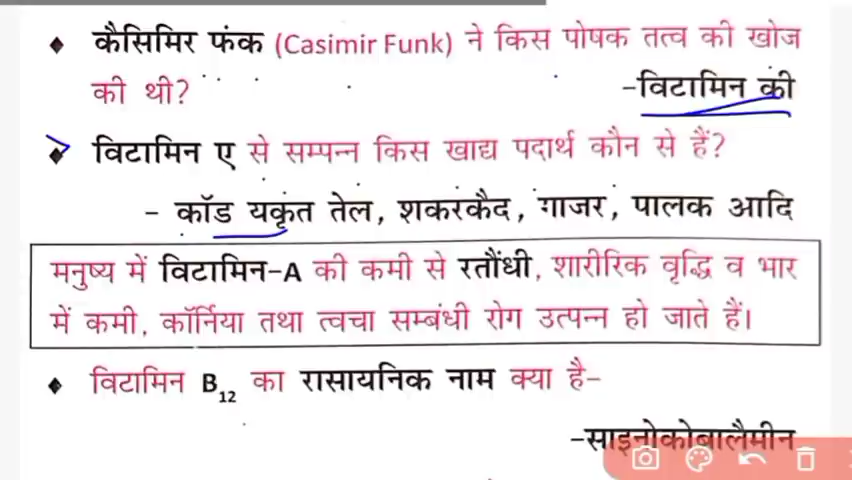 ◆ कैसिमिर फंक (Casimir Funk) ने किस पोषक तत्व की खोज
की थी?
-विटामिन की
◆ विटामिन ए से सम्पन्न किस खाद्य पदार्थ कौन से हैं?
- कॉड यकृंत तेल, शकरकैद, गाजर, पालक आदि
मनुष्य में विटामिन-A की कमी से रतौंधी, शारीरिक वृद्धि व भार
में कमी, कॉर्निया तथा त्वचा सम्बंधी रोग उत्पन्न हो जाते हैं।
◆ विटामिन B₁₂ का रासायनिक नाम क्या है-
-साइनोकोबालैमीन